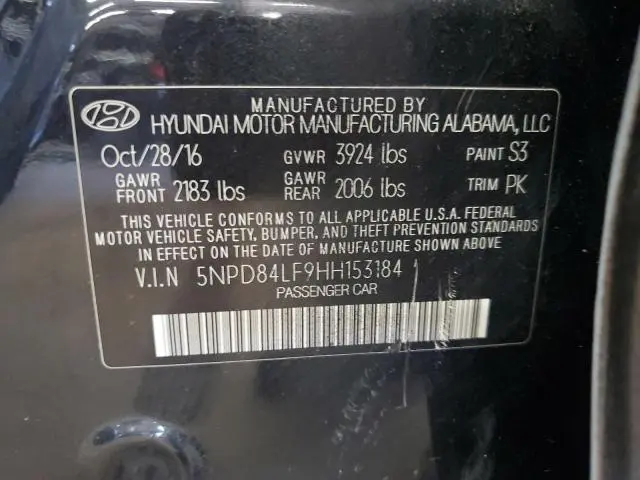 MANUFACTURED BY
HYUNDAI MOTOR MANUFACTURING ALABAMA, LLC
Oct/28/16 GVWR 3924 lbs PAINT S3
GAWR FRONT 2183 lbs GAWR REAR 2006 lbs TRIM PK
THIS VEHICLE CONFORMS TO ALL APPLICABLE U.S.A. FEDERAL
MOTOR VEHICLE SAFETY, BUMPER, AND THEFT PREVENTION STANDARDS
IN EFFECT ON THE DATE OF MANUFACTURE SHOWN ABOVE.
V.I.N 5NPD84LF9HH153184
PASSENGER CAR